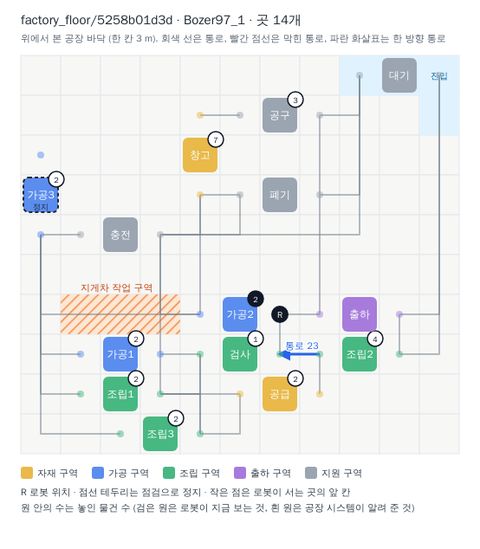 factory_floor/5258b01d3d · Bozer97_1 · 곳 14개
위에서 본 공장 바닥 (한 칸 3 m). 회색 선은 통로, 빨간 점선은 막힌 통로, 파란 화살표는 한 방향 통로
대기
전립
3
공구
7
창고
2
가공3
정지
폐기
충전
지게차 작업 구역
2
가공2
R
출하
통로 23
2
가공1
1
검사
4
조립2
2
조립1
2
공급
2
조립3
자재 구역
가공 구역
조립 구역
출하 구역
지원 구역
R 로봇 위치 · 점선 테두리는 점검으로 정지 · 작은 점은 로봇이 서는 곳의 앞 칸
원 안의 수는 놓인 물건 수 (검은 원은 로봇이 지금 보는 것, 흰 원은 공장 시스템이 알려 준 것)